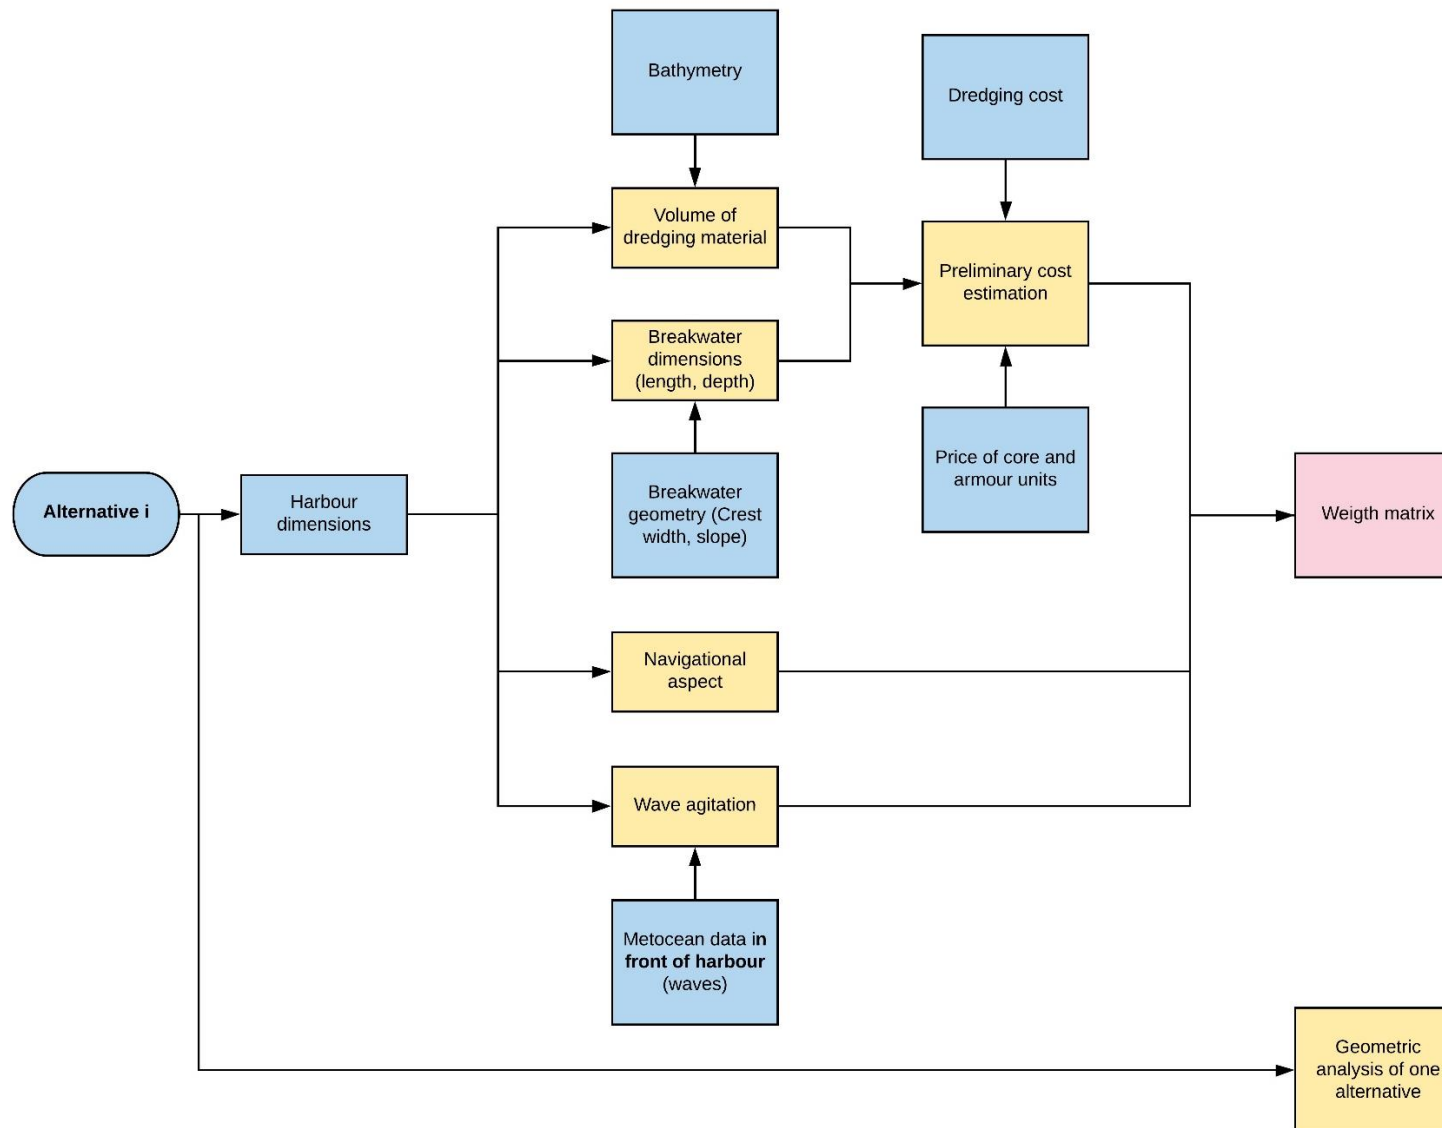 Bathymetry
Dredging cost
Volume of
dredging material
Preliminary cost
estimation
Breakwater
dimensions
(length, depth)
Price of core and
armour units
Breakwater
geometry (Crest
width, slope)
Alternative i
Harbour
dimensions
Weigth matrix
Navigational
aspect
Wave agitation
Metocean data in
front of harbour
(waves)
Geometric
analysis of one
alternative